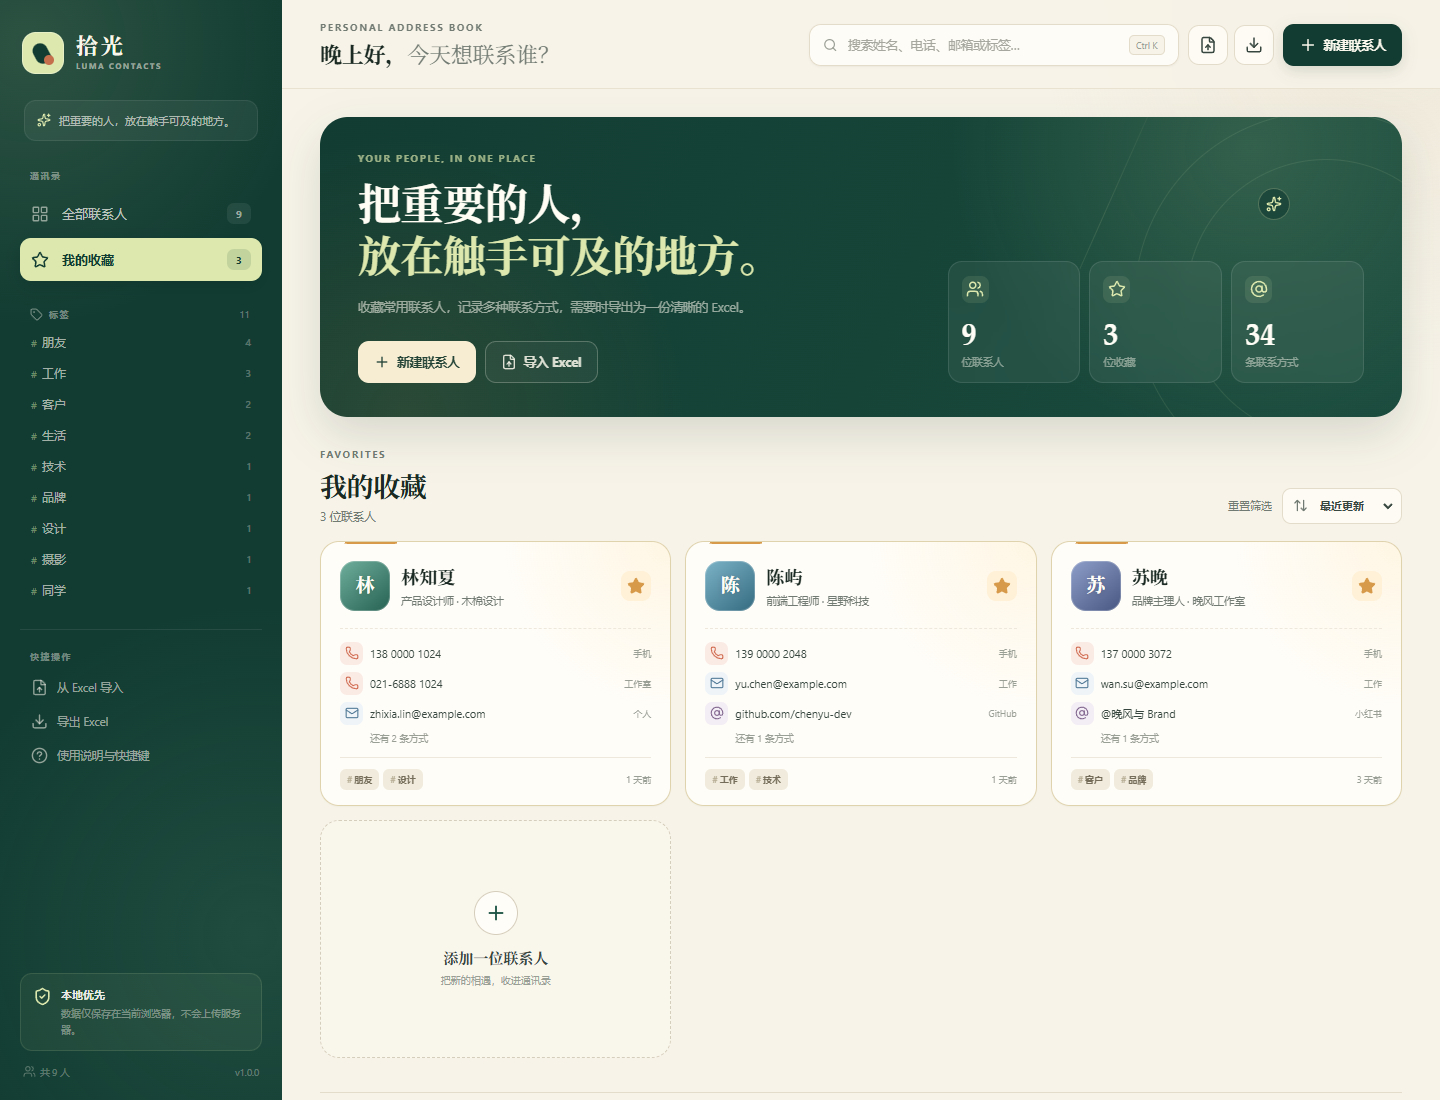 拾光
LUMA CONTACTS
把重要的人，放在触手可及的地方。
通讯录
全部联系人 9
我的收藏 3
标签 11
# 朋友 4
# 工作 3
# 客户 2
# 生活 2
# 技术 1
# 品牌 1
# 设计 1
# 摄影 1
# 同学 1
快捷操作
从 Excel 导入
导出 Excel
使用说明与快捷键
本地优先
数据仅保存在当前浏览器，不会上传服务
器。
共 9 人 v1.0.0
PERSONAL ADDRESS BOOK
晚上好，今天想联系谁？
搜索姓名、电话、邮箱或标签... Ctrl K
新建联系人
YOUR PEOPLE, IN ONE PLACE
把重要的人，
放在触手可及的地方。
收藏常用联系人，记录多种联系方式，需要时导出为一份清晰的 Excel。
新建联系人 导入 Excel
9 位联系人
3 位收藏
34 条联系方式
FAVORITES
我的收藏
3 位联系人
重置筛选 最近更新
林 林知夏
产品设计师 · 木棉设计
138 0000 1024 手机
021-6888 1024 工作室
zhixia.lin@example.com 个人
还有 2 条方式
# 朋友 # 设计 1 天前
陈 陈屿
前端工程师 · 星野科技
139 0000 2048 手机
yu.chen@example.com 工作
github.com/chenyu-dev GitHub
还有 1 条方式
# 工作 # 技术 1 天前
苏 苏晚
品牌主理人 · 晚风工作室
137 0000 3072 手机
wan.su@example.com 工作
@晚风与 Brand 小红书
还有 1 条方式
# 客户 # 品牌 3 天前
添加一位联系人
把新的相遇，收进通讯录